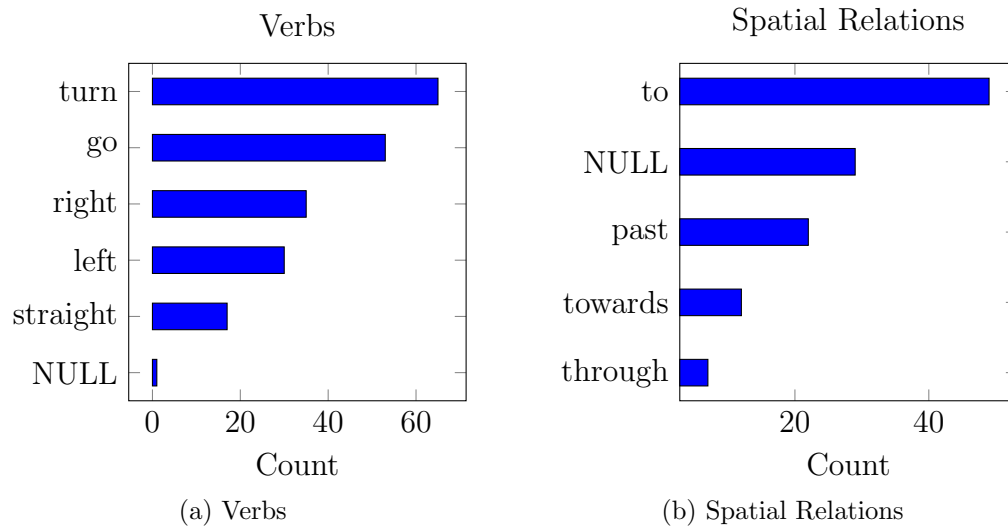 Verbs
turn
go
right
left
straight
NULL
0 20 40 60
Count
(a) Verbs
Spatial Relations
to
NULL
past
towards
through
20 40
Count
(b) Spatial Relations